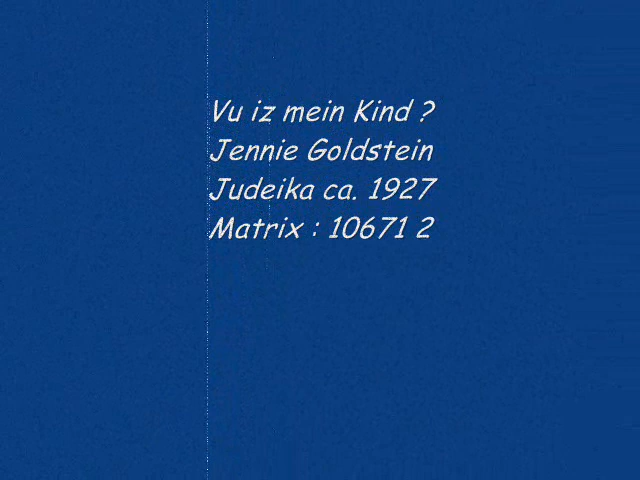 Vu iz mein Kind ?
Jennie Goldstein
Judeika ca. 1927
Matrix : 10671 2